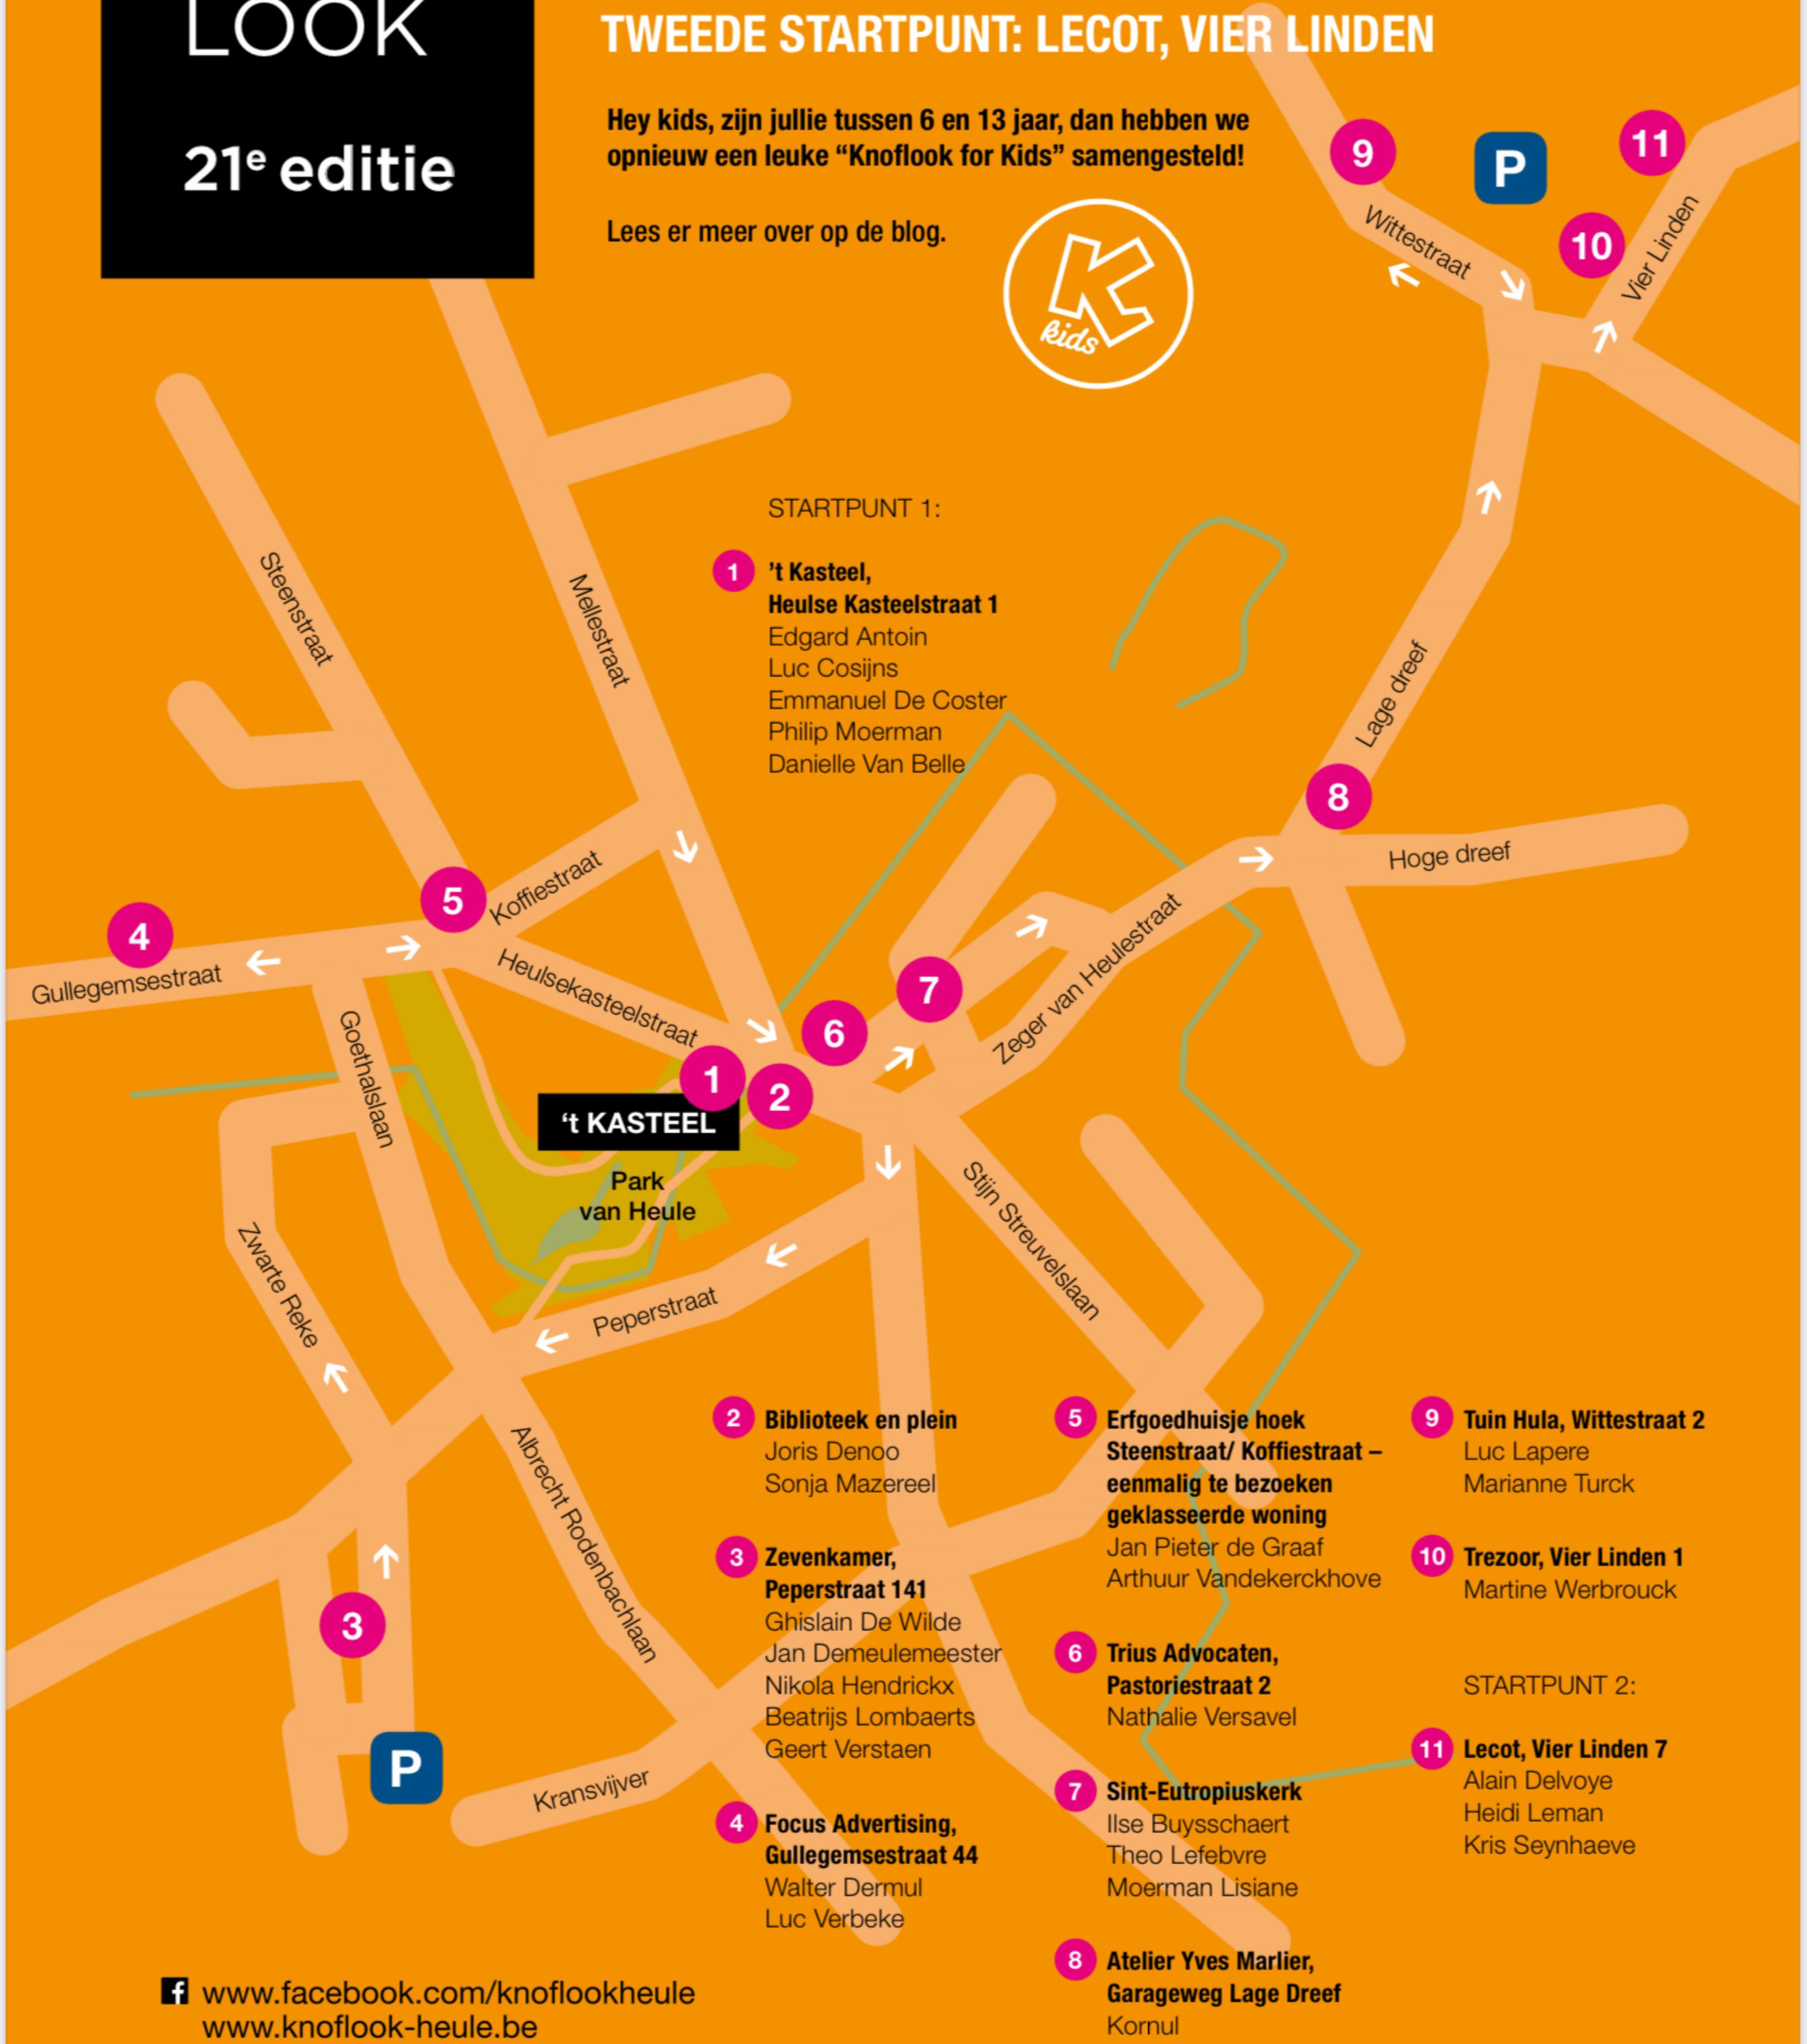 LOOK
21e editie
TWEEDE STARTPUNT: LECOT, VIER LINDEN
Hey kids, zijn jullie tussen 6 en 13 jaar, dan hebben we
opnieuw een leuke “Knoflook for Kids” samengesteld!
Lees er meer over op de blog.
K
kids
9
P
11
10
Wittestraat
Vier Linden
Steenstraat
Mellestraat
STARTPUNT 1:
1 ’t Kasteel,
Heulse Kasteelstraat 1
Edgard Antoin
Luc Cosijns
Emmanuel De Coster
Philip Moerman
Danielle Van Belle
Lage dreef
8
Hoge dreef
5
Koffiestraat
4
Gullegemsestraat
Heulsekasteelstraat
Goethalslaan
7
6
Zeger van Heulestraat
1
2
‘t KASTEEL
Park
van Heule
Stijn Streuvelslaan
Zwarte Reke
Peperstraat
Albrecht Rodenbachlaan
3
P
Kransvijver
2 Biblioteek en plein
Joris Denoo
Sonja Mazereel
3 Zevenkamer,
Peperstraat 141
Ghislain De Wilde
Jan Demeulemeester
Nikola Hendrickx
Beatrijs Lombaerts
Geert Verstaen
4 Focus Advertising,
Gullegemsestraat 44
Walter Dermul
Luc Verbeke
5 Erfgoedhuisje hoek
Steenstraat/ Koffiestraat –
eenmalig te bezoeken
geklasseerde woning
Jan Pieter de Graaf
Arthuur Vandekerckhove
6 Trius Advocaten,
Pastoriestraat 2
Nathalie Versavel
7 Sint-Eutropiuskerk
Ilse Buysschaert
Theo Lefebvre
Moerman Lisiane
8 Atelier Yves Marlier,
Garageweg Lage Dreef
Kornul
9 Tuin Hula, Wittestraat 2
Luc Lapere
Marianne Turck
10 Trezoor, Vier Linden 1
Martine Werbrouck
STARTPUNT 2:
11 Lecot, Vier Linden 7
Alain Delvoye
Heidi Leman
Kris Seynhaeve
f www.facebook.com/knoflookheule
www.knoflook-heule.be